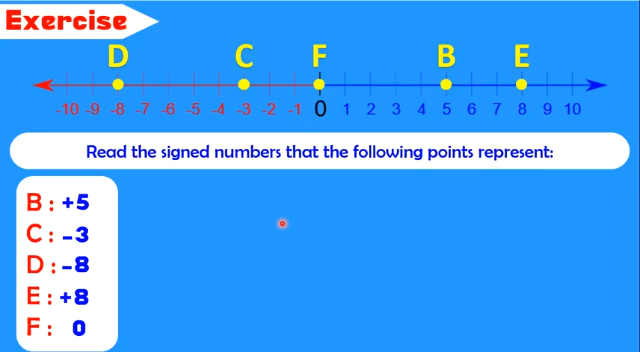 Exercise
D C F B E
-10 -9 -8 -7 -6 -5 -4 -3 -2 -1 0 1 2 3 4 5 6 7 8 9 10
Read the signed numbers that the following points represent:
B : +5
C : -3
D : -8
E : +8
F : 0